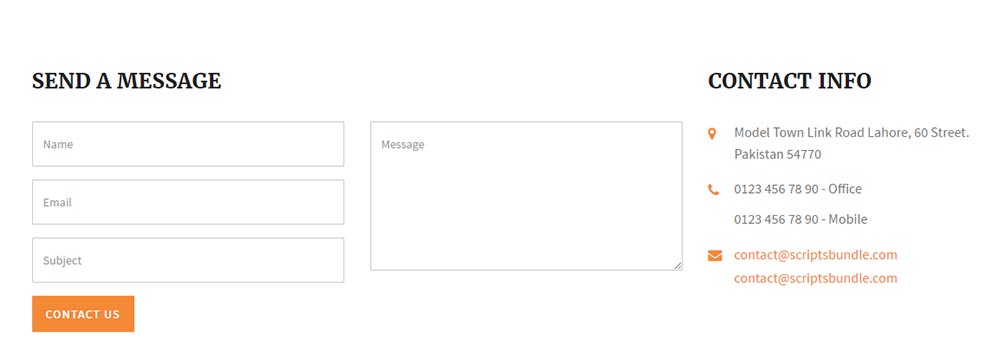 SEND A MESSAGE
Name
Email
Subject
CONTACT US
Message
CONTACT INFO
Model Town Link Road Lahore, 60 Street.
Pakistan 54770
0123 456 78 90 - Office
0123 456 78 90 - Mobile
contact@scriptsbundle.com
contact@scriptsbundle.com